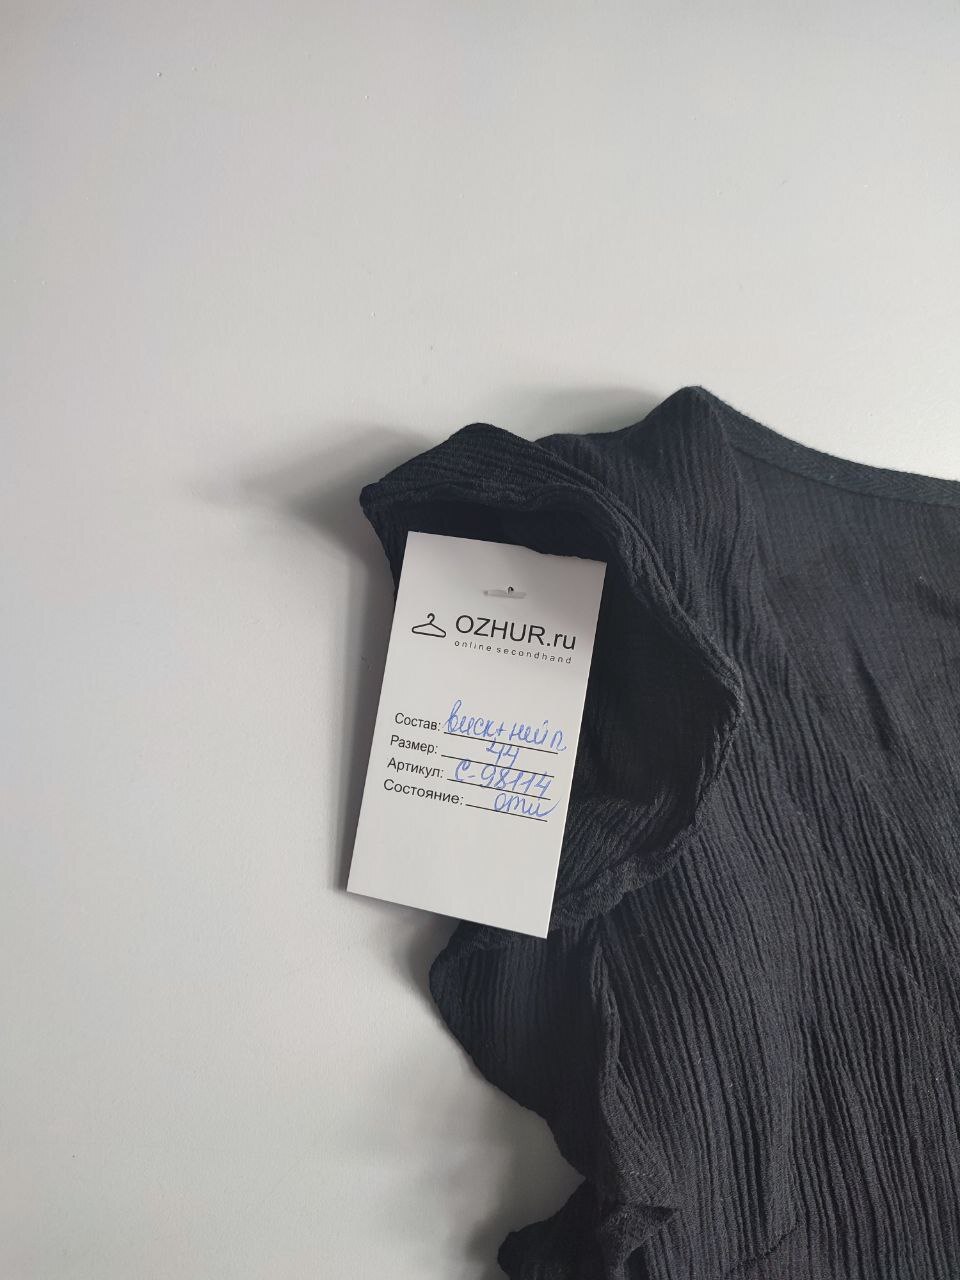 OZHUR.ru
online secondhand
Состав: виск+нейл
Размер: 44
Артикул: С-98114
Состояние: отл